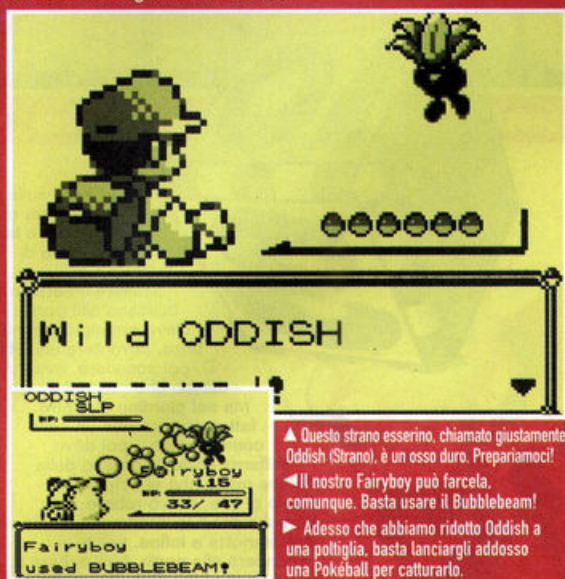 Wild ODDISH
ODDISH
SLP
HP:
Fairyboy
L15
HP:
33/ 47
Fairyboy
used BUBBLEBEAM!
▲ Questo strano esserino, chiamato giustamente
Oddish (Strano), è un osso duro. Prepariamoci!
◄Il nostro Fairyboy può farcela,
comunque. Basta usare il Bubblebeam!
► Adesso che abbiamo ridotto Oddish a
una poltiglia, basta lanciargli addosso
una Pokéball per catturarlo.